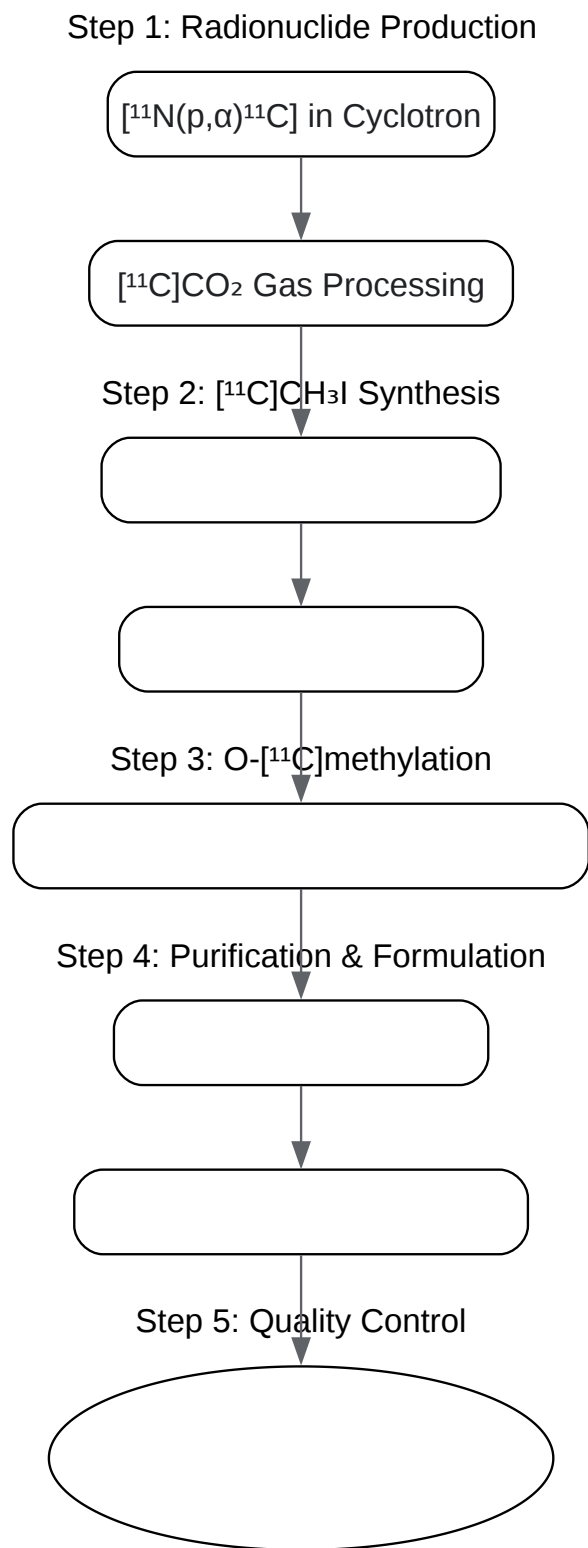 Step 1: Radionuclide Production
[¹¹N(p,α)¹¹C] in Cyclotron
[¹¹C]CO₂ Gas Processing
Step 2: [¹¹C]CH₃I Synthesis
Step 3: O-[¹¹C]methylation
Step 4: Purification & Formulation
Step 5: Quality Control